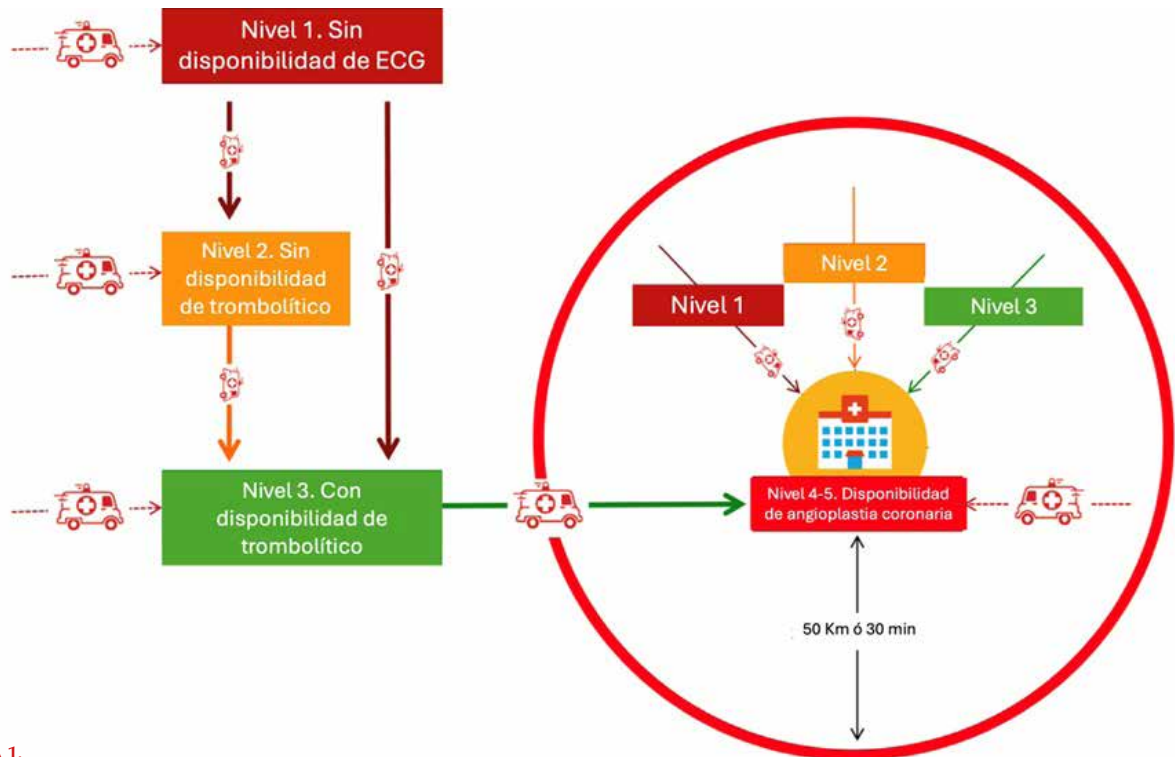 Nivel 1. Sin
disponibilidad de ECG
Nivel 2. Sin
disponibilidad
de trombolítico
Nivel 3. Con
disponibilidad de
trombolítico
Nivel 2
Nivel 1
Nivel 3
Nivel 4-5. Disponibilidad
de angioplastia coronaria
50 Km ó 30 min